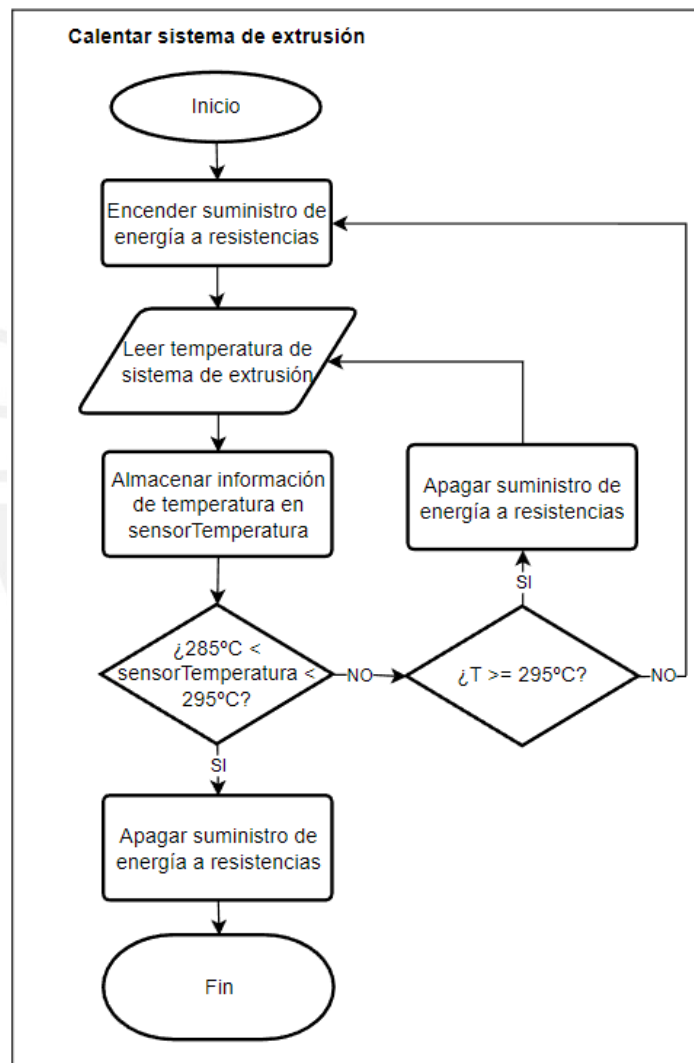 Calentar sistema de extrusión
Inicio
Encender suministro de
energía a resistencias
Leer temperatura de
sistema de extrusión
Almacenar información
de temperatura en
sensorTemperatura
Apagar suministro de
energía a resistencias
SI
¿285ºC <
sensorTemperatura <
295ºC?
NO
¿T >= 295ºC?
NO
SI
Apagar suministro de
energía a resistencias
Fin